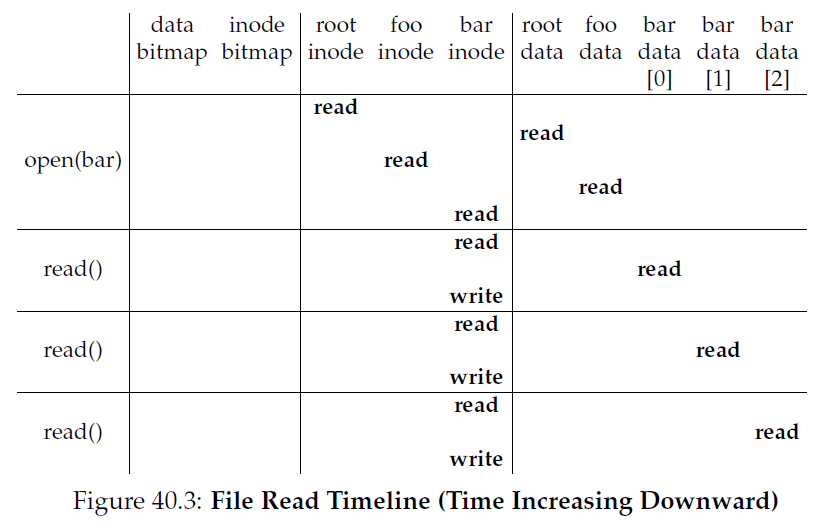 data inode root foo bar root foo bar bar bar
bitmap bitmap inode inode inode data data data data data
[0] [1] [2]
read
read
open(bar) read
read
read
read
read() read
write
read
read() read
write
read
read() read
write
Figure 40.3: File Read Timeline (Time Increasing Downward)